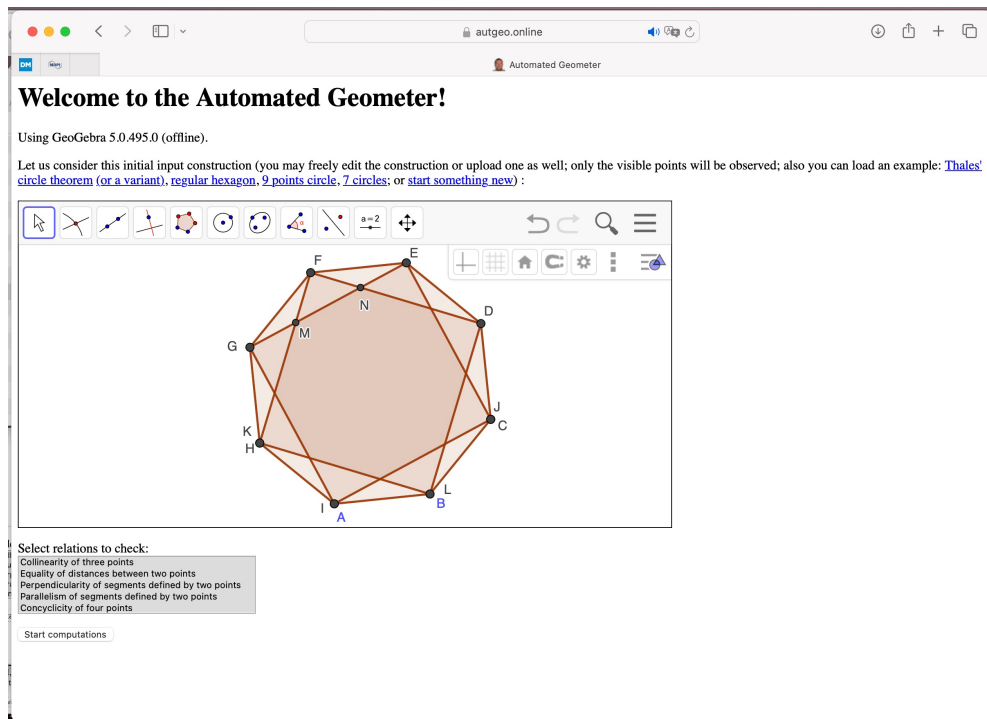 autgeo.online
DM
Automated Geometer
Welcome to the Automated Geometer!
Using GeoGebra 5.0.495.0 (offline).
Let us consider this initial input construction (you may freely edit the construction or upload one as well; only the visible points will be observed; also you can load an example: Thales'
circle theorem (or a variant), regular hexagon, 9 points circle, 7 circles; or start something new) :
α
a=2
F
E
N
D
M
G
J
C
K
H
L
B
I
A
Select relations to check:
Collinearity of three points
Equality of distances between two points
Perpendicularity of segments defined by two points
Parallelism of segments defined by two points
Concyclicity of four points
Start computations